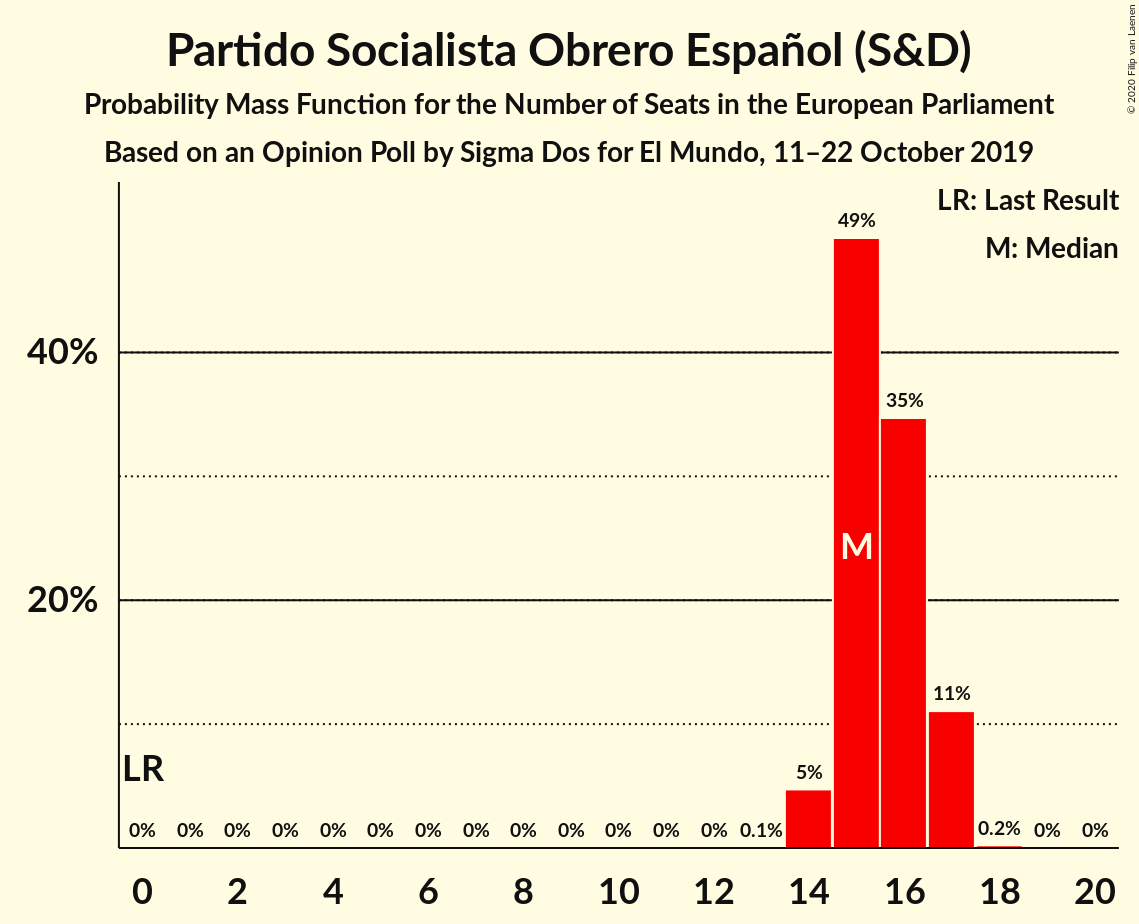 Partido Socialista Obrero Español (S&D)
Probability Mass Function for the Number of Seats in the European Parliament
Based on an Opinion Poll by Sigma Dos for El Mundo, 11–22 October 2019
© 2020 Filip van Laenen
LR: Last Result
M: Median
49%
40%
35%
M
20%
11%
LR
5%
0% 0% 0% 0% 0% 0% 0% 0% 0% 0% 0% 0% 0% 0.1% 0.2% 0% 0%
0 2 4 6 8 10 12 14 16 18 20